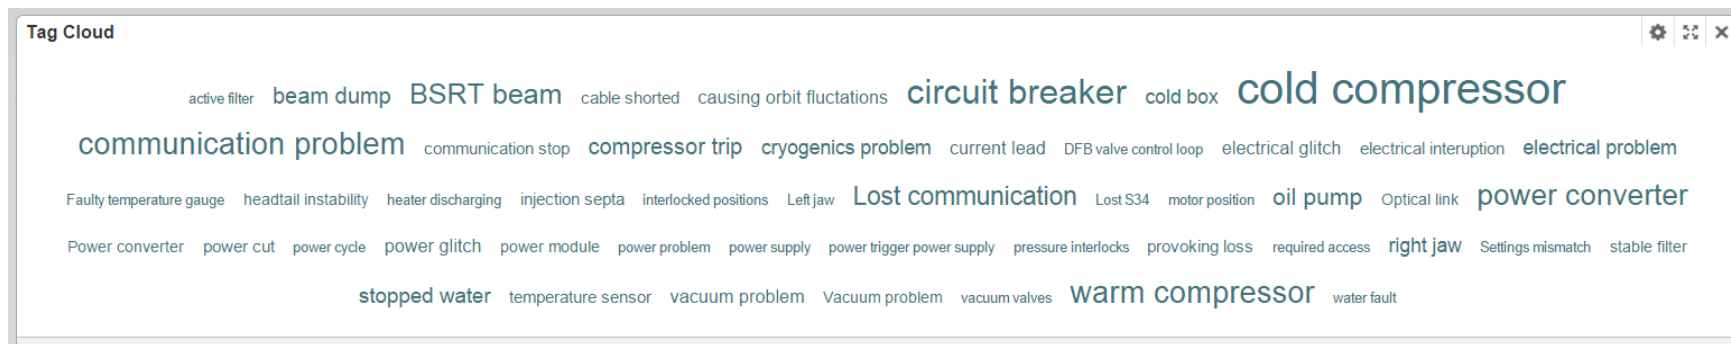 Tag Cloud
active filter beam dump BSRT beam cable shorted causing orbit fluctations circuit breaker cold box cold compressor
communication problem communication stop compressor trip cryogenics problem current lead DFB valve control loop electrical glitch electrical interuption electrical problem
Faulty temperature gauge headtail instability heater discharging injection septa interlocked positions Left jaw Lost communication Lost S34 motor position oil pump Optical link power converter
Power converter power cut power cycle power glitch power module power problem power supply power trigger power supply pressure interlocks provoking loss required access right jaw Settings mismatch stable filter
stopped water temperature sensor vacuum problem Vacuum problem vacuum valves warm compressor water fault